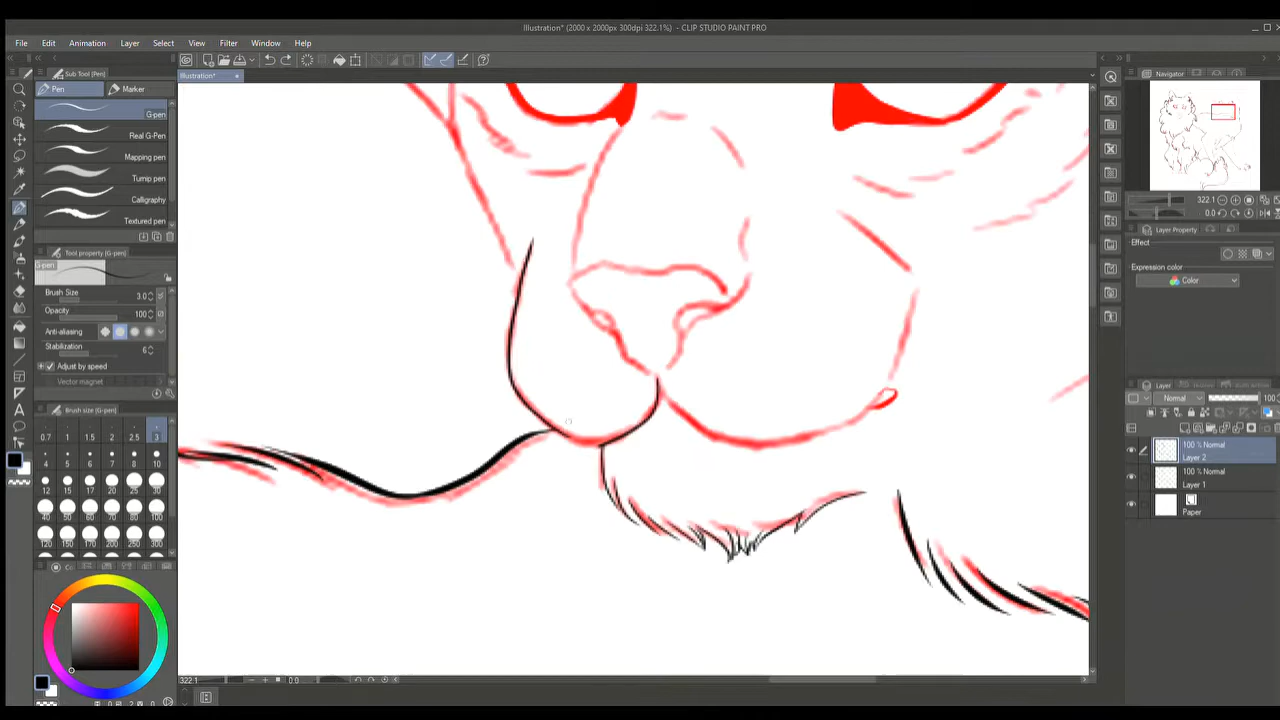 Illustration* (2000 x 2000px 300dpi 322.1%) - CLIP STUDIO PAINT PRO
File Edit Animation Layer Select View Filter Window Help
Sub Tool (Pen)
Illustration*
Navigator
Pen Marker
G-pen
Real G-Pen
Mapping pen
Turnip pen
Calligraphy
Textured pen
322.1
0.0
Layer Property
Tool property (G-pen)
G-pen
Effect
Expression color
Color
Brush Size 3.0
Opacity 100
Anti-aliasing
Stabilization 6
Adjust by speed
Vector magnet
Layer
Normal 100
Brush size (G-pen)
0.7 1 1.5 2 2.5 3
4 5 6 7 8 10
12 15 17 20 25 30
40 50 60 70 80 100
120 150 170 200 250 300
100 % Normal
Layer 2
100 % Normal
Layer 1
Paper
322.1 0.0